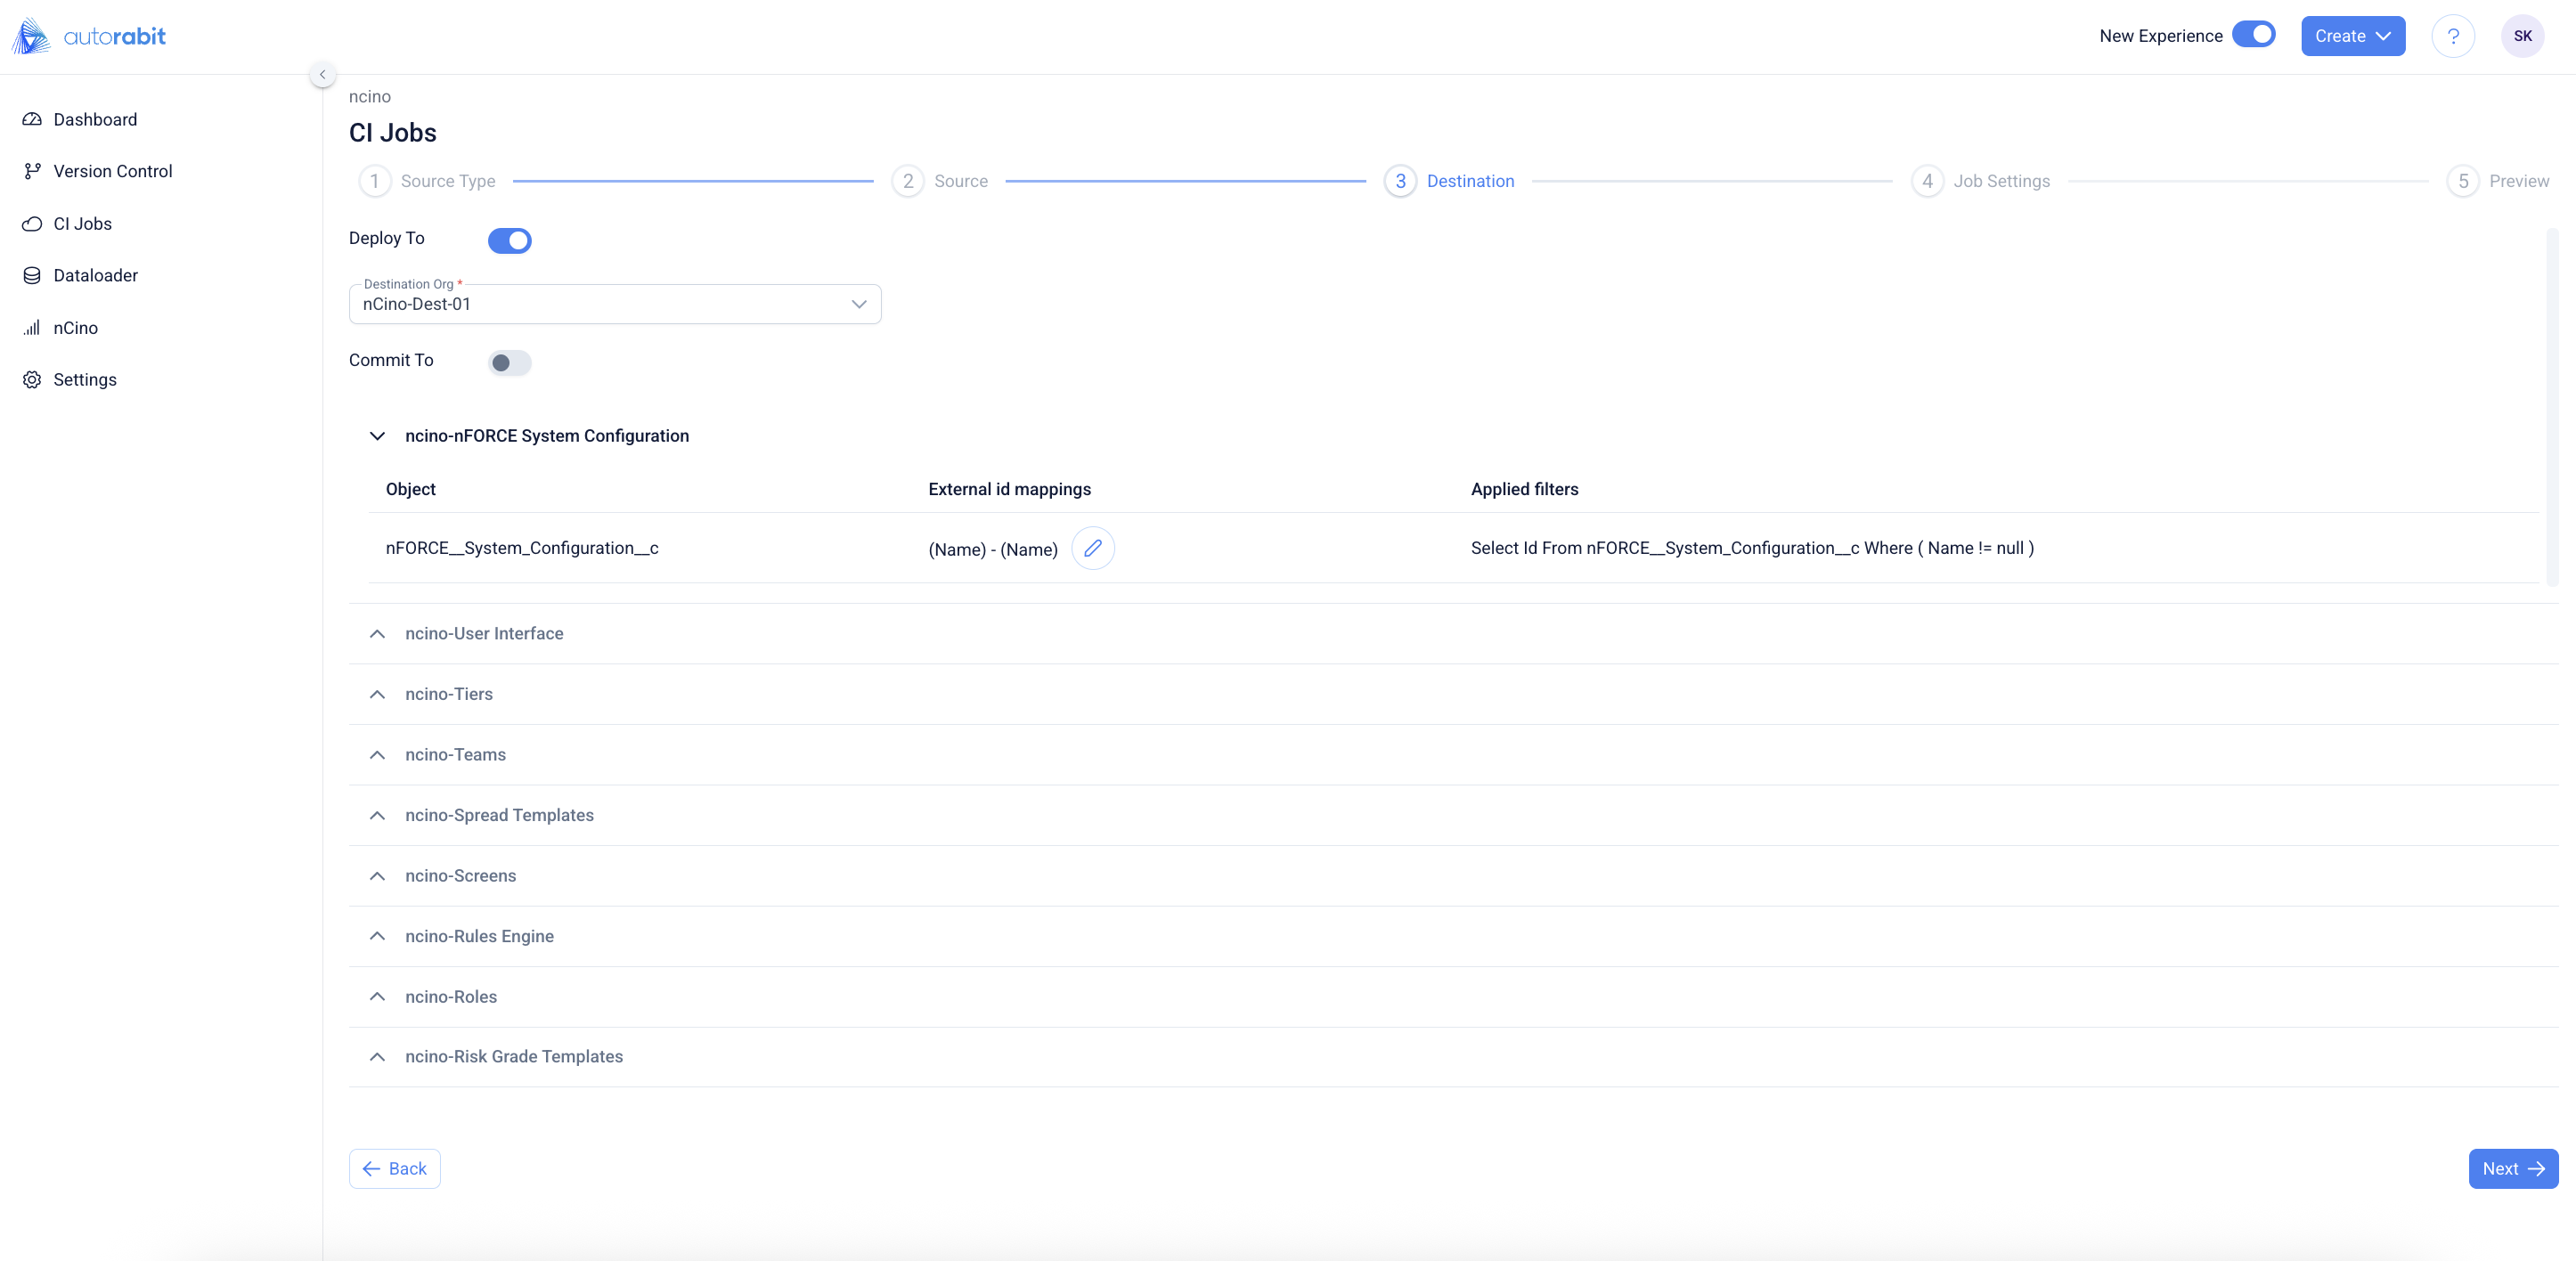 autorabit
New Experience
Create
?
SK
Dashboard
Version Control
CI Jobs
Dataloader
nCino
Settings
ncino
CI Jobs
1 Source Type 2 Source 3 Destination 4 Job Settings 5 Preview
Deploy To
Destination Org *
nCino-Dest-01
Commit To
ncino-nFORCE System Configuration
Object External id mappings Applied filters
nFORCE__System_Configuration__c (Name) - (Name) Select Id From nFORCE__System_Configuration__c Where ( Name != null )
ncino-User Interface
ncino-Tiers
ncino-Teams
ncino-Spread Templates
ncino-Screens
ncino-Rules Engine
ncino-Roles
ncino-Risk Grade Templates
Back
Next